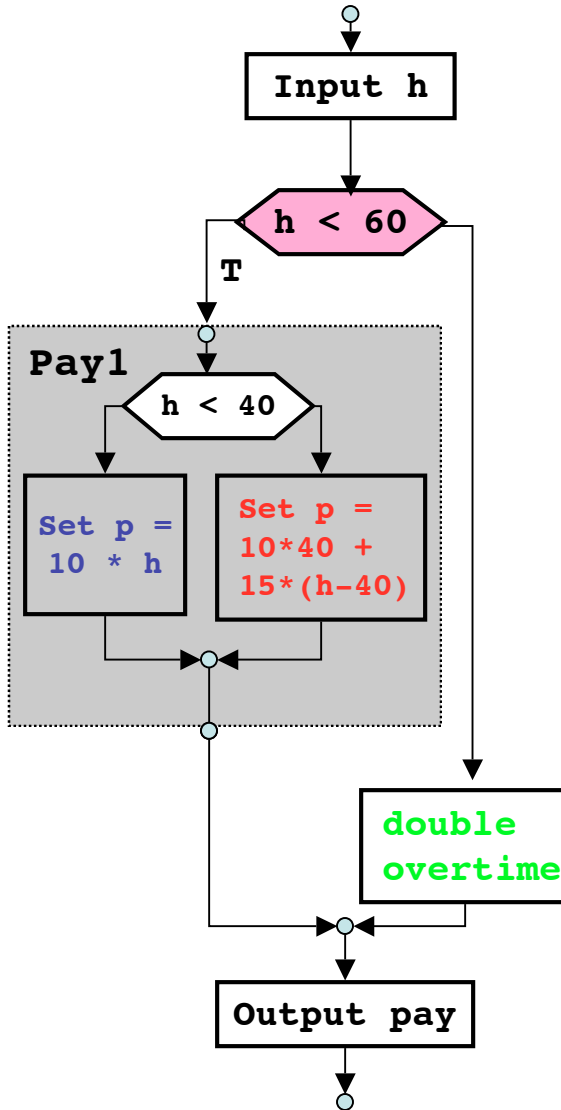 Input h
h < 60
T
Pay1
h < 40
Set p =
10 * h
Set p =
10*40 +
15*(h-40)
double
overtime
Output pay